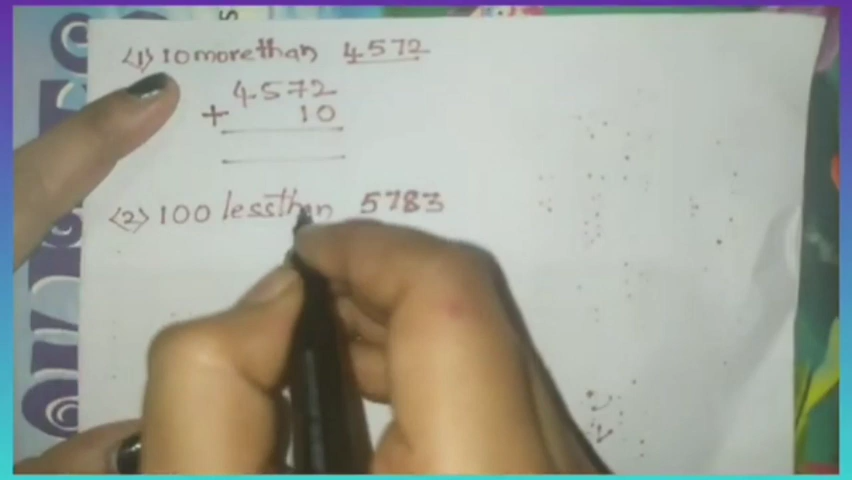 (1) 10 more than 4572
4572
+ 10
(2) 100 less than 5783